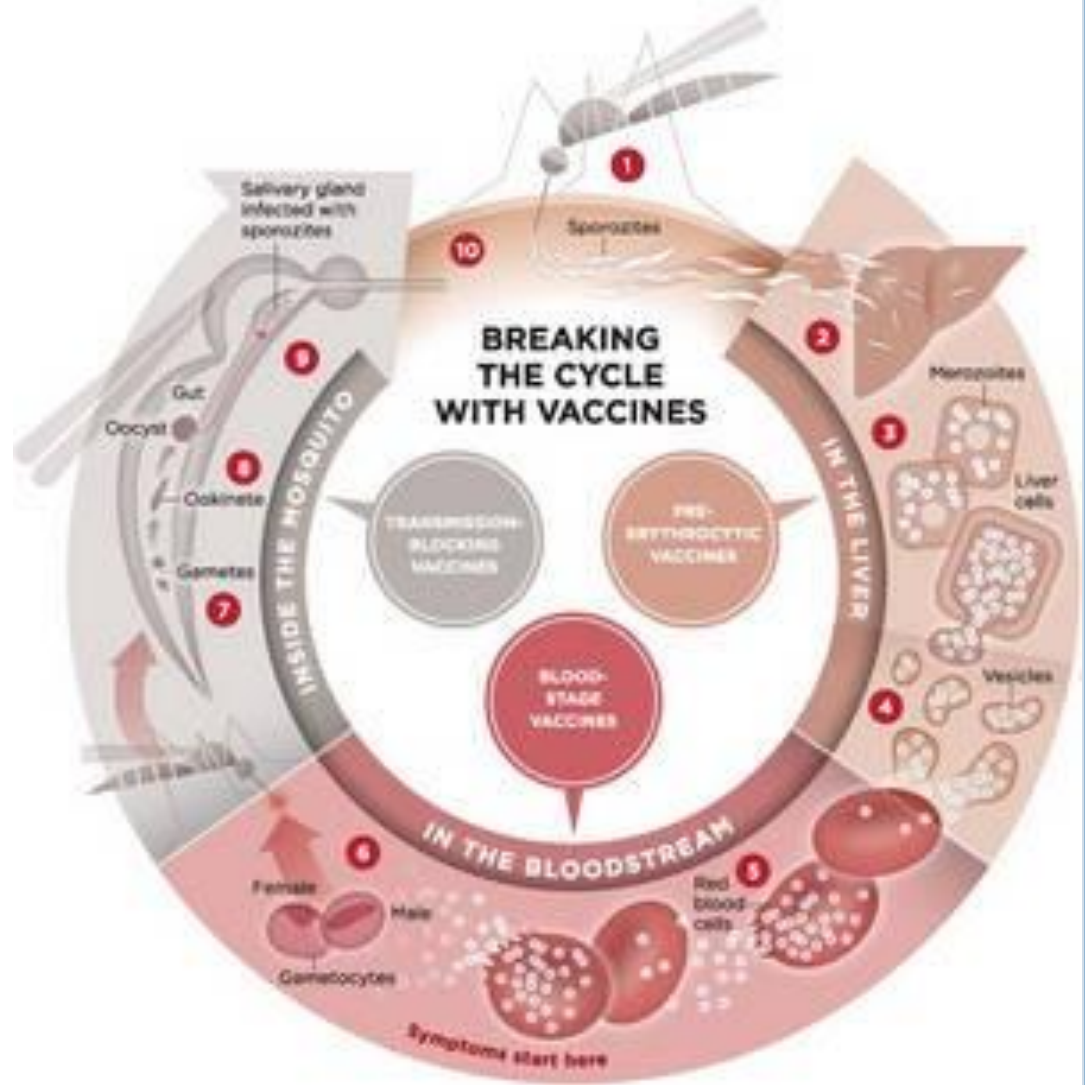 1
Salivary gland
infected with
sporozites
Sporozites
10
BREAKING
THE CYCLE
WITH VACCINES
2
9
Merozoites
Gut
Oocyst
3
8
Ookinete
Liver
cells
INSIDE THE MOSQUITO
IN THE LIVER
TRANSMISSION-
BLOCKING
VACCINES
PRE-
ERYTHROCYTIC
VACCINES
Gametes
7
BLOOD-
STAGE
VACCINES
Vesicles
4
IN THE BLOODSTREAM
6
5
Female
Male
Red
blood
cells
Gametocytes
Symptoms start here